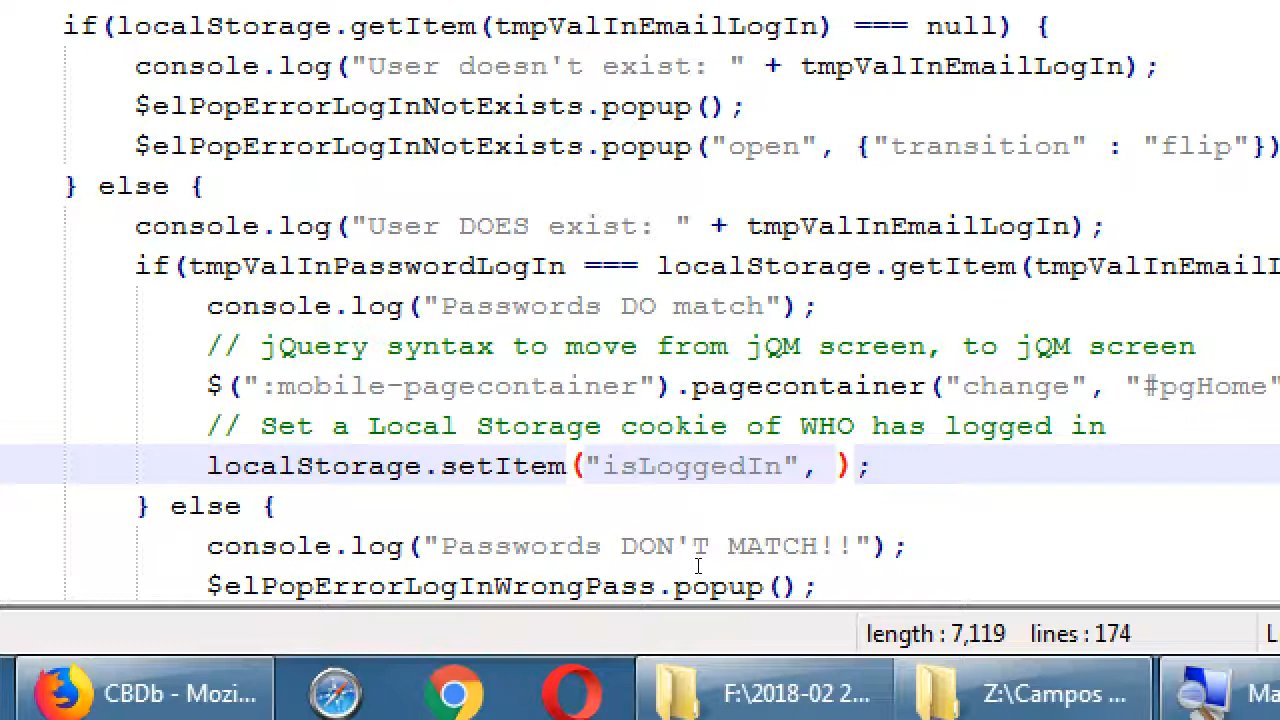 if(localStorage.getItem(tmpValInEmailLogIn) === null) {
console.log("User doesn't exist: " + tmpValInEmailLogIn);
$elPopErrorLogInNotExists.popup();
$elPopErrorLogInNotExists.popup("open", {"transition" : "flip"})
} else {
console.log("User DOES exist: " + tmpValInEmailLogIn);
if(tmpValInPasswordLogIn === localStorage.getItem(tmpValInEmailI
console.log("Passwords DO match");
// jQuery syntax to move from jQM screen, to jQM screen
$(":mobile-pagecontainer").pagecontainer("change", "#pgHome"
// Set a Local Storage cookie of WHO has logged in
localStorage.setItem("isLoggedIn", );
} else {
console.log("Passwords DON'T MATCH!!");
$elPopErrorLogInWrongPass.popup();
length : 7,119 lines : 174 L
CBDb - Mozi... F:\2018-02 2... Z:\Campos ... Ma